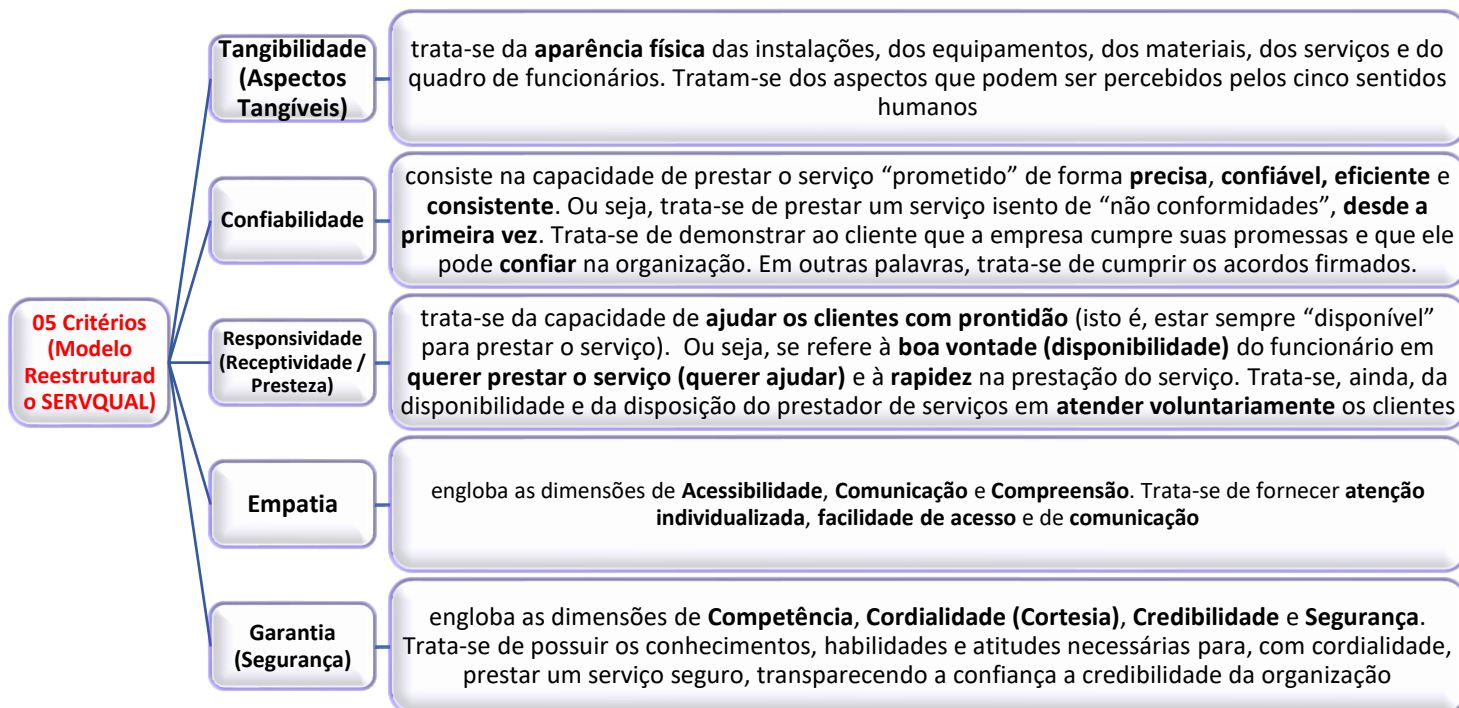 05 Critérios
(Modelo
Reestruturad
o SERVQUAL)
Tangibilidade
(Aspectos
Tangíveis)
trata-se da aparência física das instalações, dos equipamentos, dos materiais, dos serviços e do
quadro de funcionários. Tratam-se dos aspectos que podem ser percebidos pelos cinco sentidos
humanos
Confiabilidade
consiste na capacidade de prestar o serviço “prometido” de forma precisa, confiável, eficiente e
consistente. Ou seja, trata-se de prestar um serviço isento de “não conformidades”, desde a
primeira vez. Trata-se de demonstrar ao cliente que a empresa cumpre suas promessas e que ele
pode confiar na organização. Em outras palavras, trata-se de cumprir os acordos firmados.
Responsividade
(Receptividade /
Presteza)
trata-se da capacidade de ajudar os clientes com prontidão (isto é, estar sempre “disponível”
para prestar o serviço). Ou seja, se refere à boa vontade (disponibilidade) do funcionário em
querer prestar o serviço (querer ajudar) e à rapidez na prestação do serviço. Trata-se, ainda, da
disponibilidade e da disposição do prestador de serviços em atender voluntariamente os clientes
Empatia
engloba as dimensões de Acessibilidade, Comunicação e Compreensão. Trata-se de fornecer atenção
individualizada, facilidade de acesso e de comunicação
Garantia
(Segurança)
engloba as dimensões de Competência, Cordialidade (Cortesia), Credibilidade e Segurança.
Trata-se de possuir os conhecimentos, habilidades e atitudes necessárias para, com cordialidade,
prestar um serviço seguro, transparecendo a confiança a credibilidade da organização